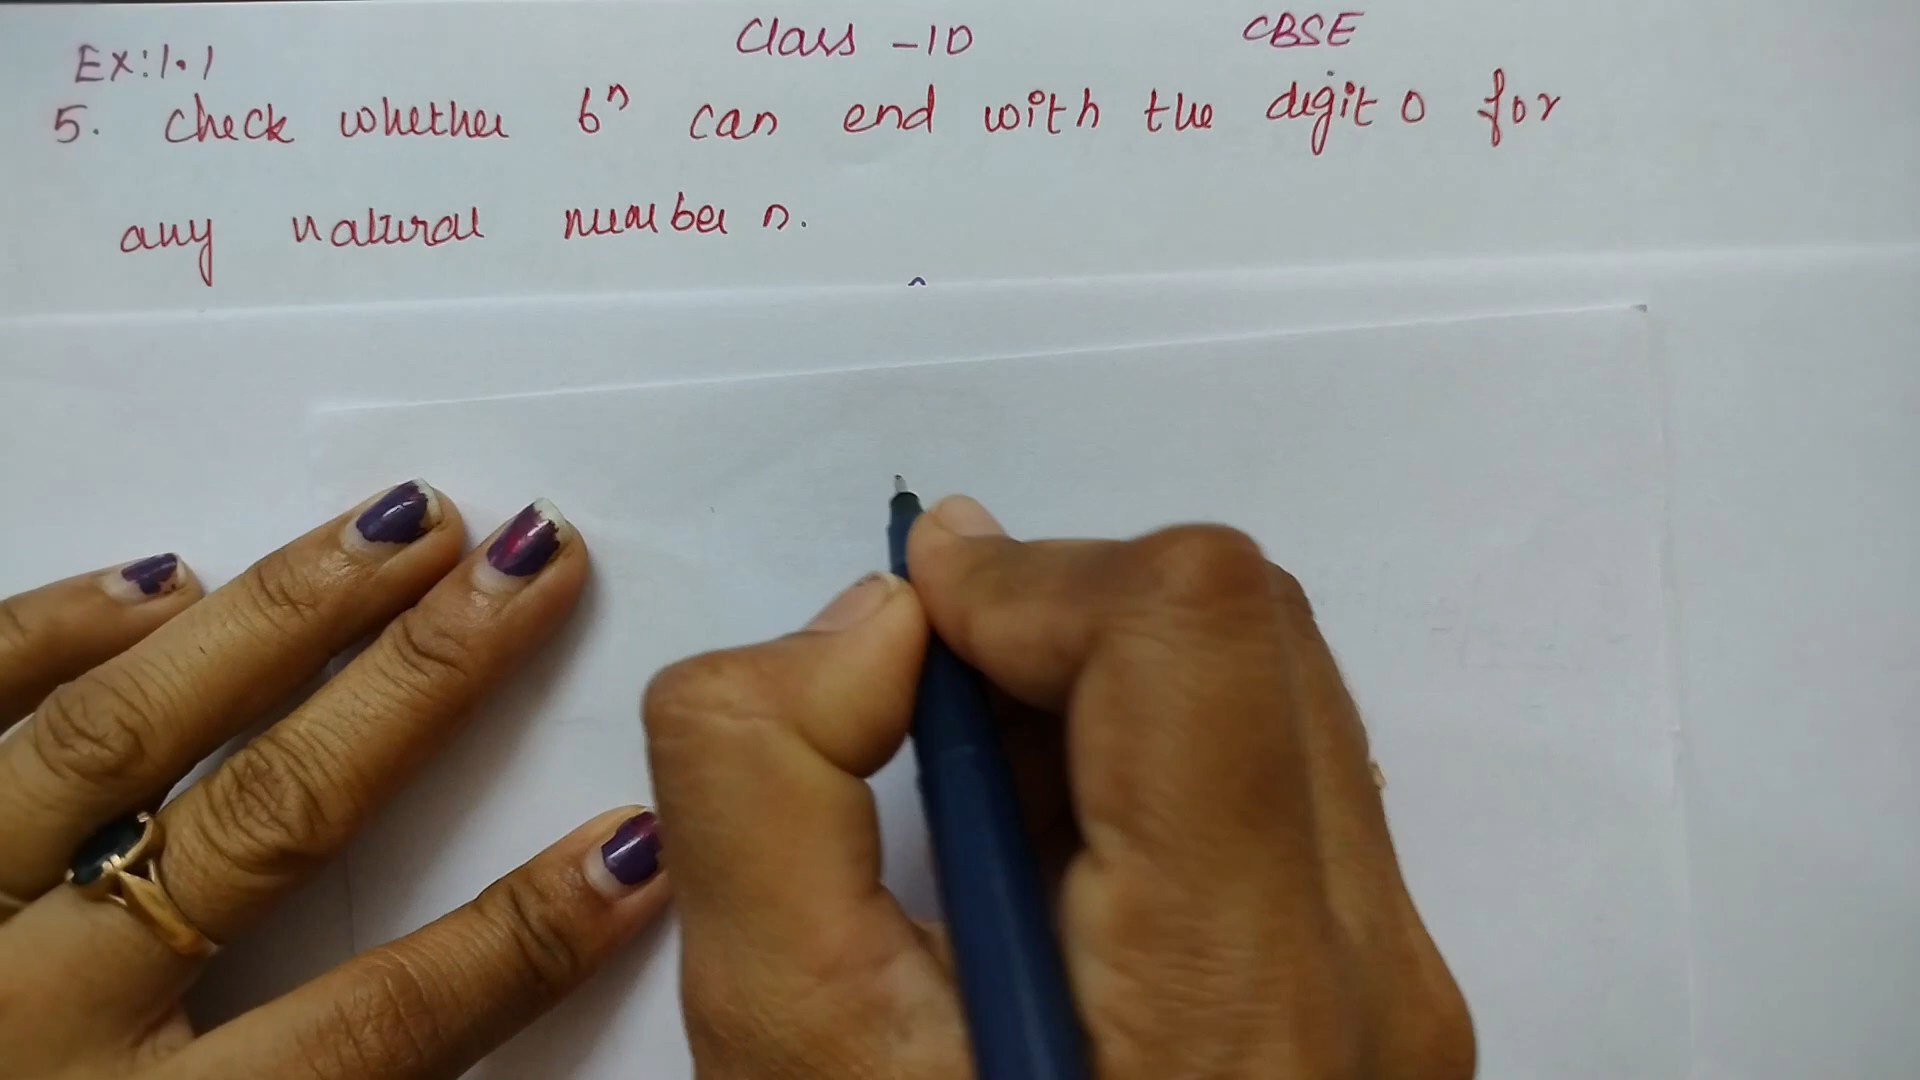 Class - 10 CBSE
Ex: 1.1
5. Check whether 6ⁿ can end with the digit 0 for
any natural number n.